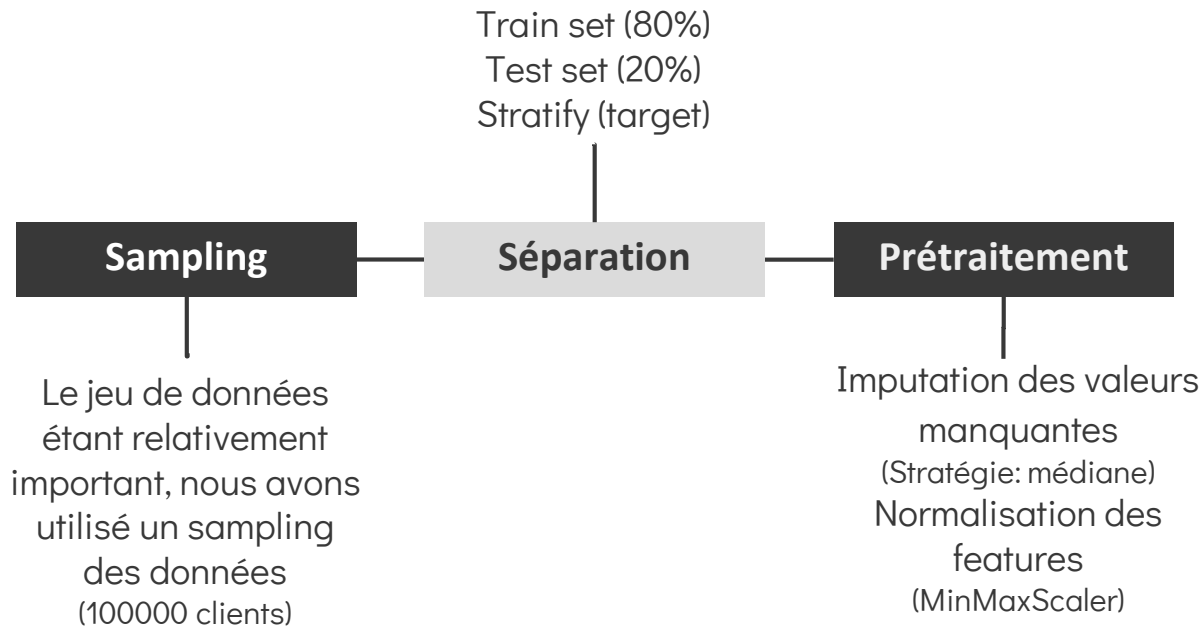 Train set (80%)
Test set (20%)
Stratify (target)
Sampling
Séparation
Prétraitement
Le jeu de données
étant relativement
important, nous avons
utilisé un sampling
des données
(100000 clients)
Imputation des valeurs
manquantes
(Stratégie: médiane)
Normalisation des
features
(MinMaxScaler)